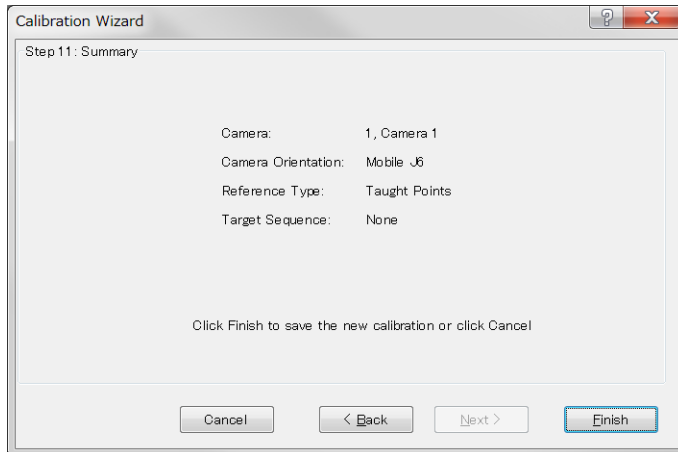 Calibration Wizard
Step 11: Summary
Camera: 1, Camera 1
Camera Orientation: Mobile J6
Reference Type: Taught Points
Target Sequence: None
Click Finish to save the new calibration or click Cancel
Cancel < Back Next > Finish